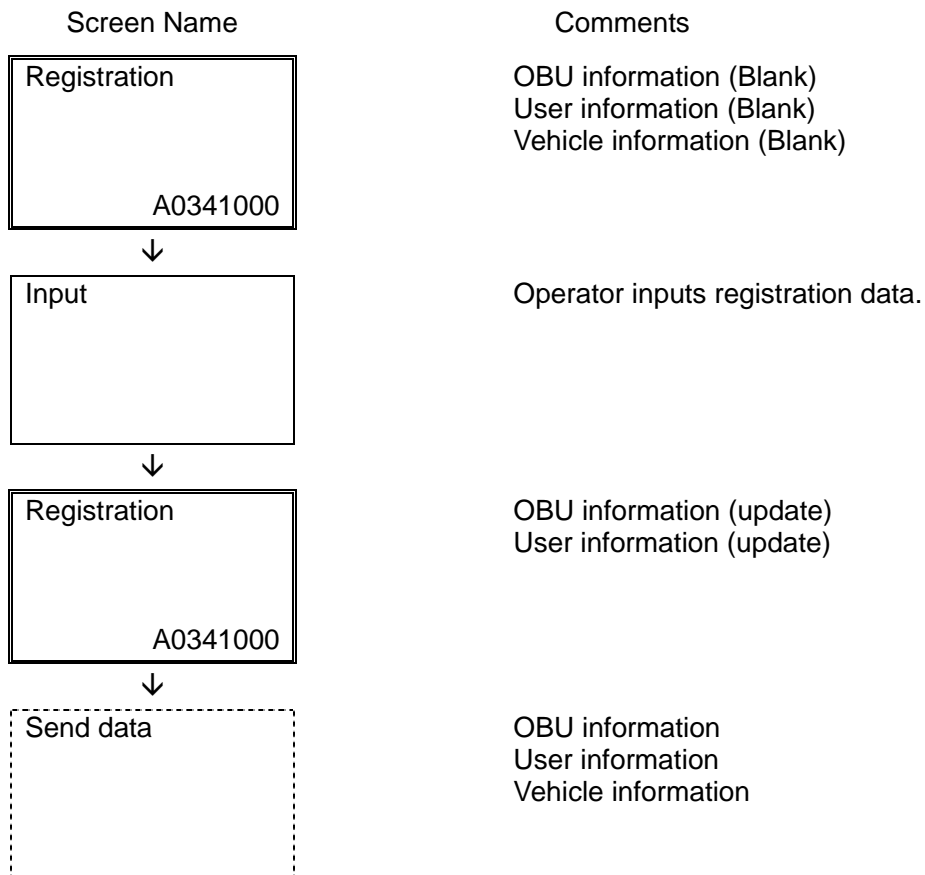 Screen Name Comments
Registration OBU information (Blank)
User information (Blank)
Vehicle information (Blank)
A0341000
Input Operator inputs registration data.
Registration OBU information (update)
User information (update)
A0341000
Send data OBU information
User information
Vehicle information